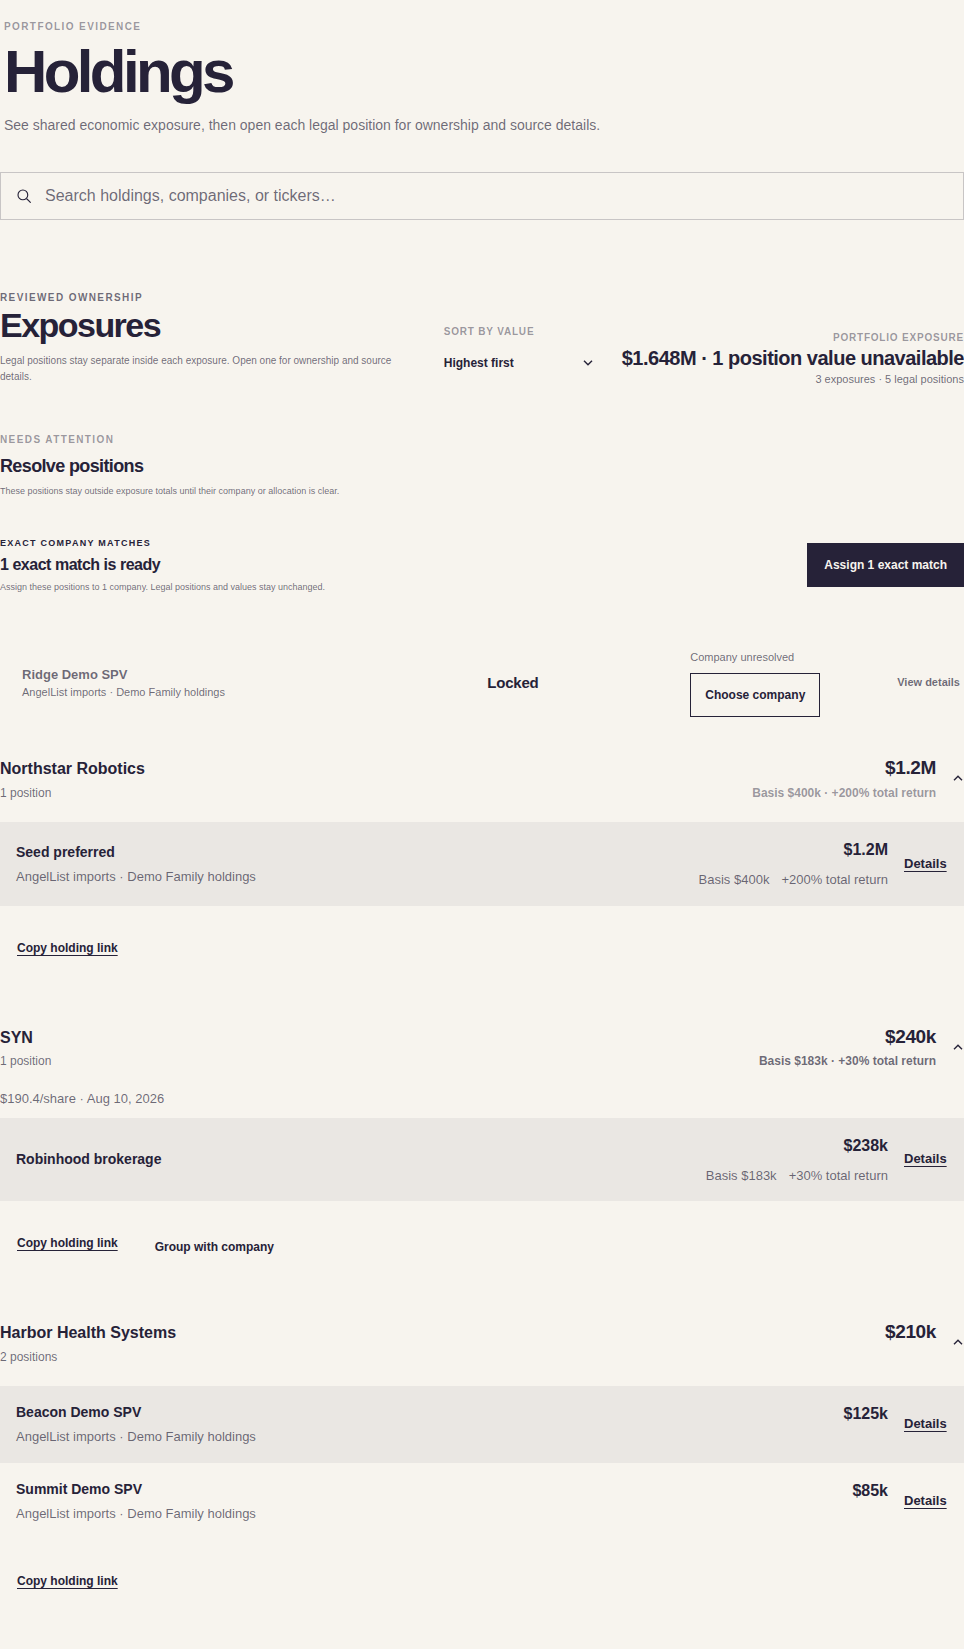 PORTFOLIO EVIDENCE
Holdings
See shared economic exposure, then open each legal position for ownership and source details.
Search holdings, companies, or tickers…
REVIEWED OWNERSHIP
Exposures
Legal positions stay separate inside each exposure. Open one for ownership and source
details.
SORT BY VALUE
Highest first
PORTFOLIO EXPOSURE
$1.648M · 1 position value unavailable
3 exposures · 5 legal positions
NEEDS ATTENTION
Resolve positions
These positions stay outside exposure totals until their company or allocation is clear.
EXACT COMPANY MATCHES
1 exact match is ready
Assign these positions to 1 company. Legal positions and values stay unchanged.
Assign 1 exact match
Ridge Demo SPV
AngelList imports · Demo Family holdings
Locked
Company unresolved
Choose company
View details
Northstar Robotics
1 position
$1.2M
Basis $400k · +200% total return
Seed preferred
AngelList imports · Demo Family holdings
$1.2M
Basis $400k +200% total return
Details
Copy holding link
SYN
1 position
$240k
Basis $183k · +30% total return
$190.4/share · Aug 10, 2026
Robinhood brokerage
$238k
Basis $183k +30% total return
Details
Copy holding link
Group with company
Harbor Health Systems
2 positions
$210k
Beacon Demo SPV
AngelList imports · Demo Family holdings
$125k
Details
Summit Demo SPV
AngelList imports · Demo Family holdings
$85k
Details
Copy holding link